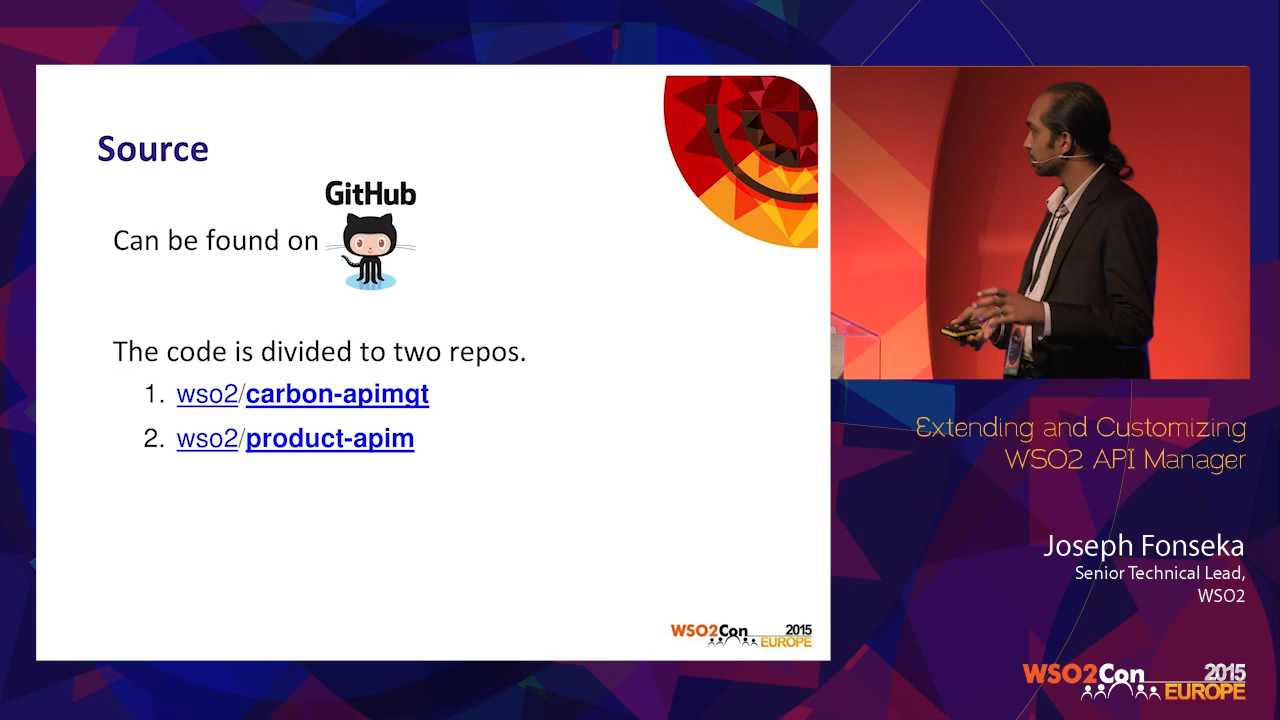 Source
GitHub
Can be found on
The code is divided to two repos.
1. wso2/carbon-apimgt
2. wso2/product-apim
WSO2Con 2015
EUROPE
Extending and Customizing
WSO2 API Manager
Joseph Fonseka
Senior Technical Lead,
WSO2
WSO2Con 2015
EUROPE